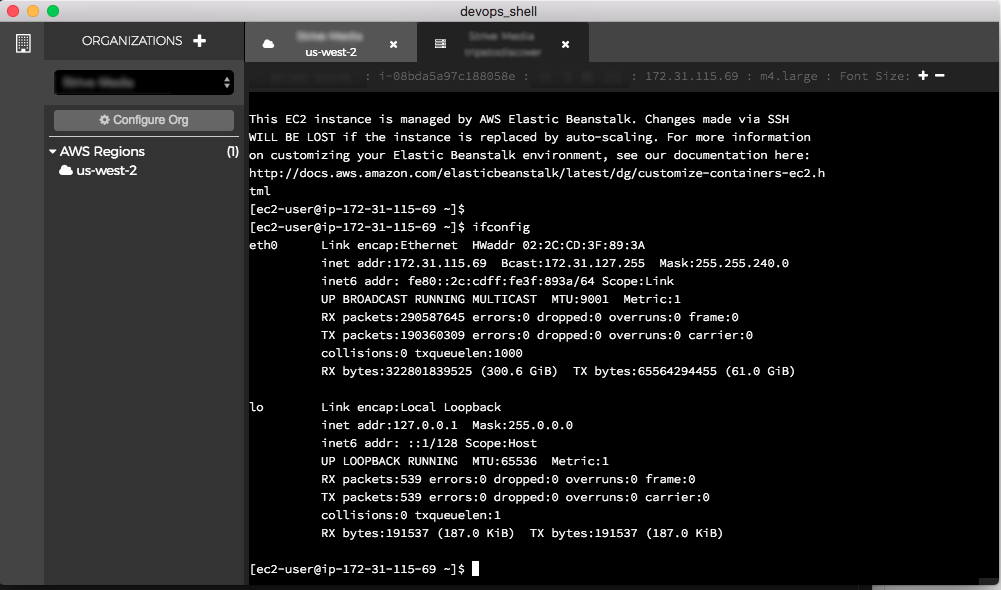 devops_shell
ORGANIZATIONS +
Configure Org
AWS Regions (1)
us-west-2
us-west-2
: i-08bda5a97c188058e : : 172.31.115.69 : m4.large : Font Size: + −
This EC2 instance is managed by AWS Elastic Beanstalk. Changes made via SSH
WILL BE LOST if the instance is replaced by auto-scaling. For more information
on customizing your Elastic Beanstalk environment, see our documentation here:
http://docs.aws.amazon.com/elasticbeanstalk/latest/dg/customize-containers-ec2.h
tml
[ec2-user@ip-172-31-115-69 ~]$
[ec2-user@ip-172-31-115-69 ~]$ ifconfig
eth0      Link encap:Ethernet  HWaddr 02:2C:CD:3F:89:3A
          inet addr:172.31.115.69  Bcast:172.31.127.255  Mask:255.255.240.0
          inet6 addr: fe80::2c:cdff:fe3f:893a/64 Scope:Link
          UP BROADCAST RUNNING MULTICAST  MTU:9001  Metric:1
          RX packets:290587645 errors:0 dropped:0 overruns:0 frame:0
          TX packets:190360309 errors:0 dropped:0 overruns:0 carrier:0
          collisions:0 txqueuelen:1000
          RX bytes:322801839525 (300.6 GiB)  TX bytes:65564294455 (61.0 GiB)
lo        Link encap:Local Loopback
          inet addr:127.0.0.1  Mask:255.0.0.0
          inet6 addr: ::1/128 Scope:Host
          UP LOOPBACK RUNNING  MTU:65536  Metric:1
          RX packets:539 errors:0 dropped:0 overruns:0 frame:0
          TX packets:539 errors:0 dropped:0 overruns:0 carrier:0
          collisions:0 txqueuelen:1
          RX bytes:191537 (187.0 KiB)  TX bytes:191537 (187.0 KiB)
[ec2-user@ip-172-31-115-69 ~]$